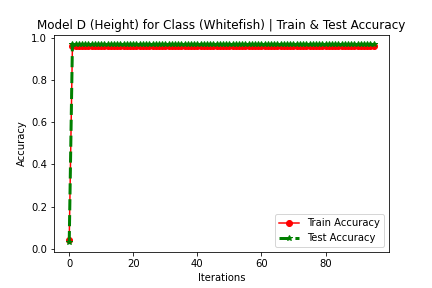 Model D (Height) for Class (Whitefish) | Train & Test Accuracy
1.0
0.8
0.6
0.4
0.2
0.0
Accuracy
Train Accuracy
Test Accuracy
0 20 40 60 80
Iterations